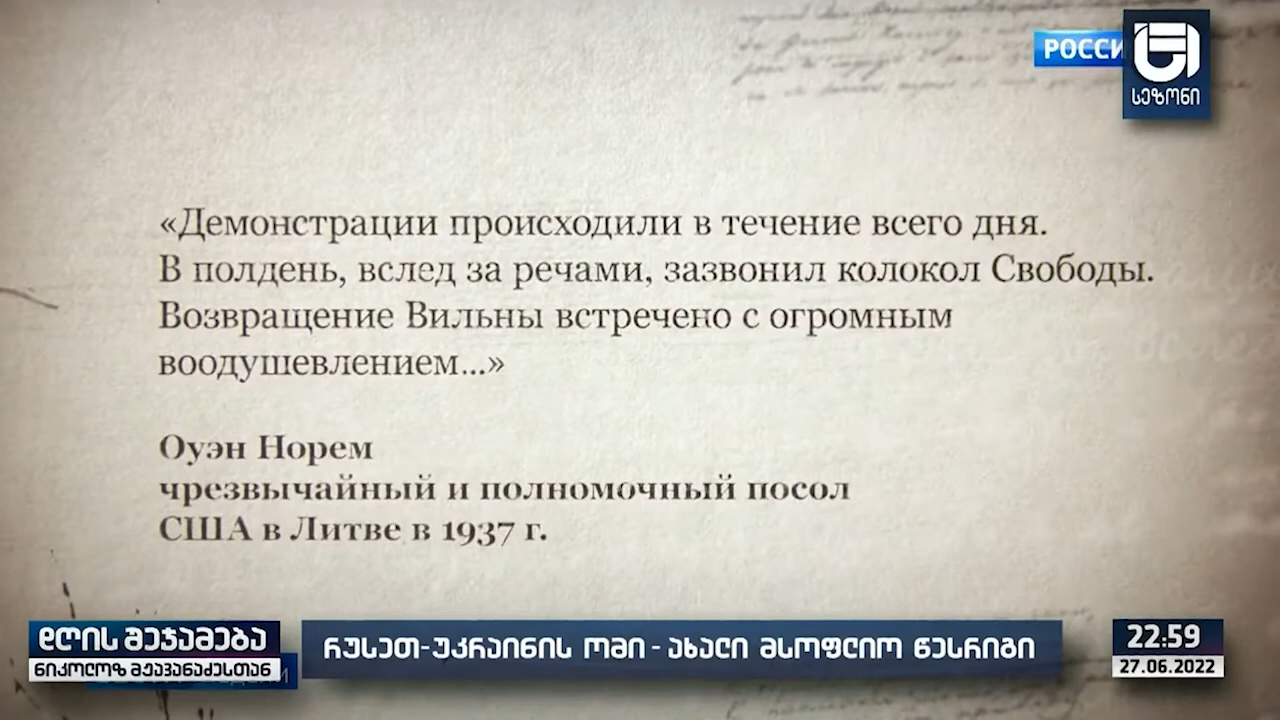 РОССИ
სეზონი
«Демонстрации происходили в течение всего дня.
В полдень, вслед за речами, зазвонил колокол Свободы.
Возвращение Вильны встречено с огромным
воодушевлением...»
Оуэн Норем
чрезвычайный и полномочный посол
США в Литве в 1937 г.
დღის შეჯამება
ნიკოლოზ მჟავანაძესთან
რუსეთ-უკრაინის ომი - ახალი მსოფლიო წესრიგი
22:59
27.06.2022